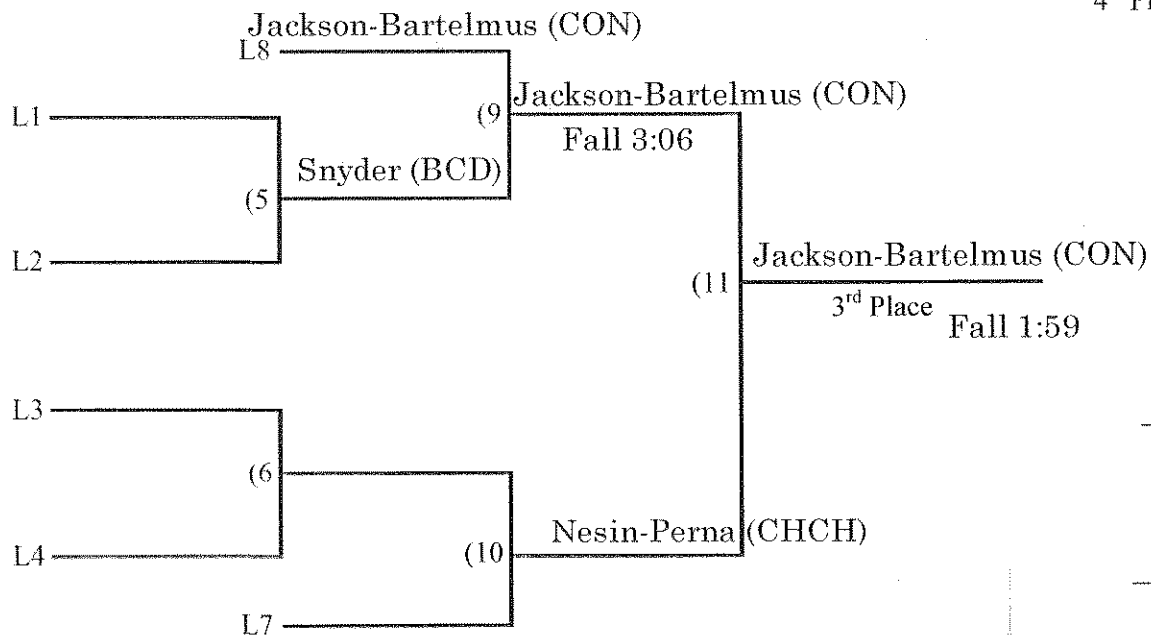 Jackson-Bartelmus (CON)
L8
L1
(9
Jackson-Bartelmus (CON)
Fall 3:06
Snyder (BCD)
(5
L2
Jackson-Bartelmus (CON)
(11
3rd Place
Fall 1:59
L3
(6
Nesin-Perna (CHCH)
L4
(10
L7